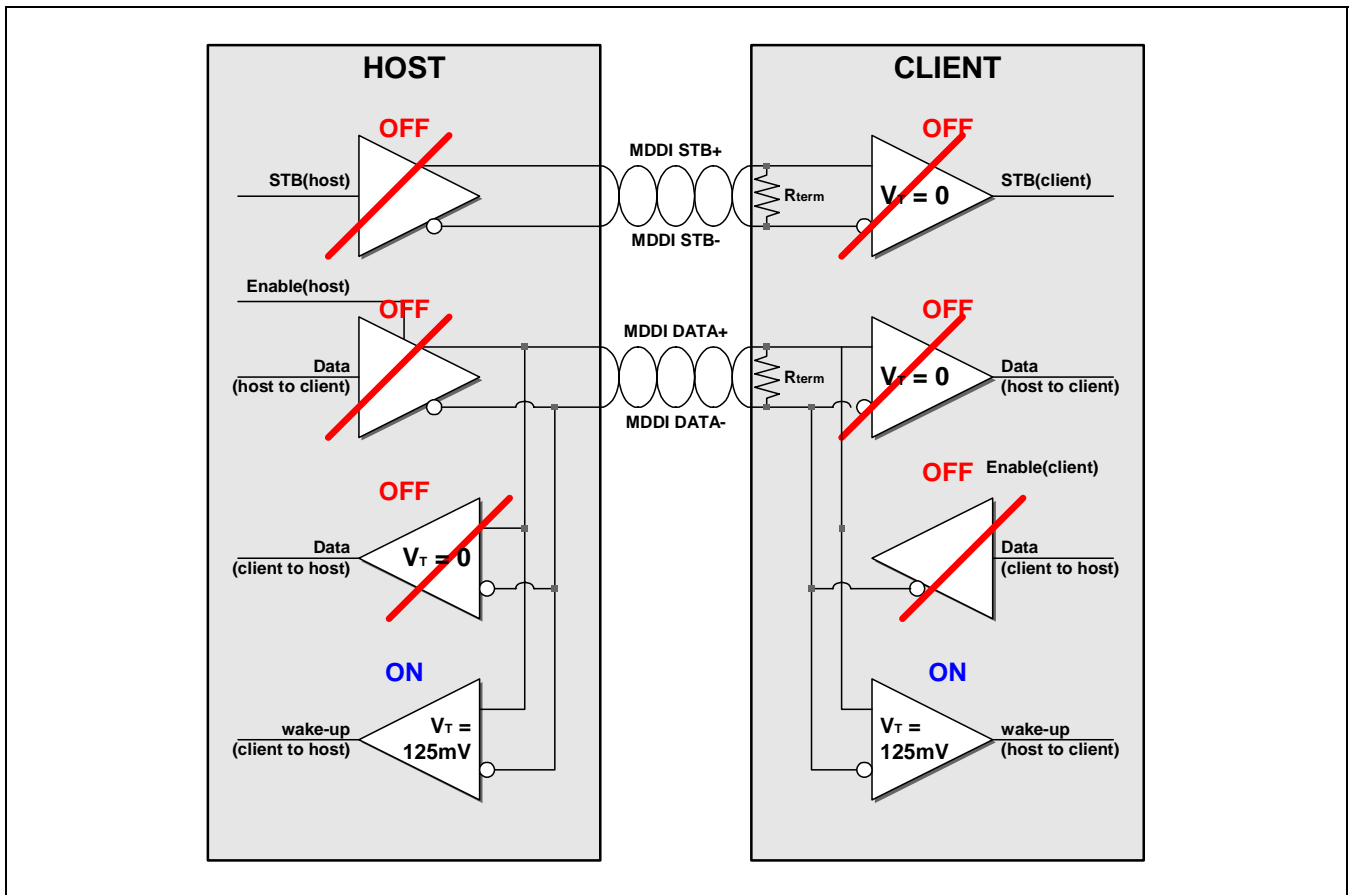 HOST
OFF
STB(host)
Enable(host)
OFF
Data
(host to client)
OFF
Data
(client to host)
VT = 0
ON
wake-up
(client to host)
VT =
125mV
MDDI STB+
MDDI STB-
Rterm
MDDI DATA+
MDDI DATA-
Rterm
CLIENT
OFF
VT = 0
STB(client)
OFF
VT = 0
Data
(host to client)
OFF
Enable(client)
Data
(client to host)
ON
VT =
125mV
wake-up
(host to client)